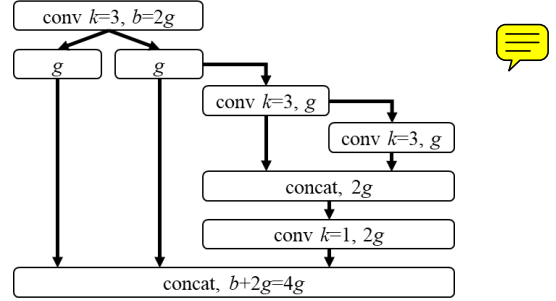 conv k=3, b=2g
g
g
conv k=3, g
conv k=3, g
concat, 2g
conv k=1, 2g
concat, b+2g=4g